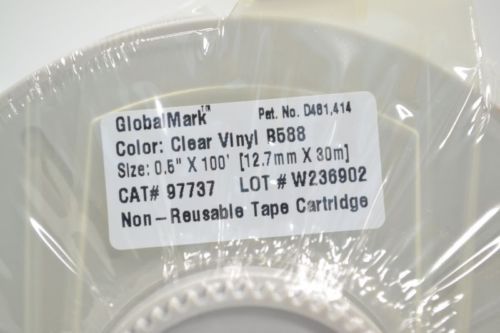 GlobalMark™ Pat. No. D461,414
Color: Clear Vinyl B588
Size: 0.5" X 100' [12.7mm X 30m]
CAT# 97737 LOT # W236902
Non-Reusable Tape Cartridge